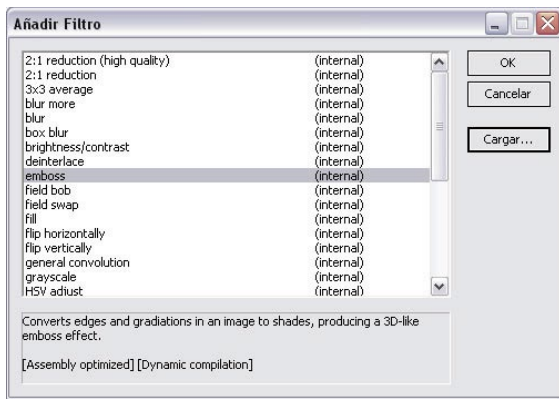 Añadir Filtro
2:1 reduction (high quality) (internal)
2:1 reduction (internal)
3x3 average (internal)
blur more (internal)
blur (internal)
box blur (internal)
brightness/contrast (internal)
deinterlace (internal)
emboss (internal)
field bob (internal)
field swap (internal)
fill (internal)
flip horizontally (internal)
flip vertically (internal)
general convolution (internal)
grayscale (internal)
HSV adjust (internal)
OK
Cancelar
Cargar...
Converts edges and gradiations in an image to shades, producing a 3D-like
emboss effect.
[Assembly optimized] [Dynamic compilation]